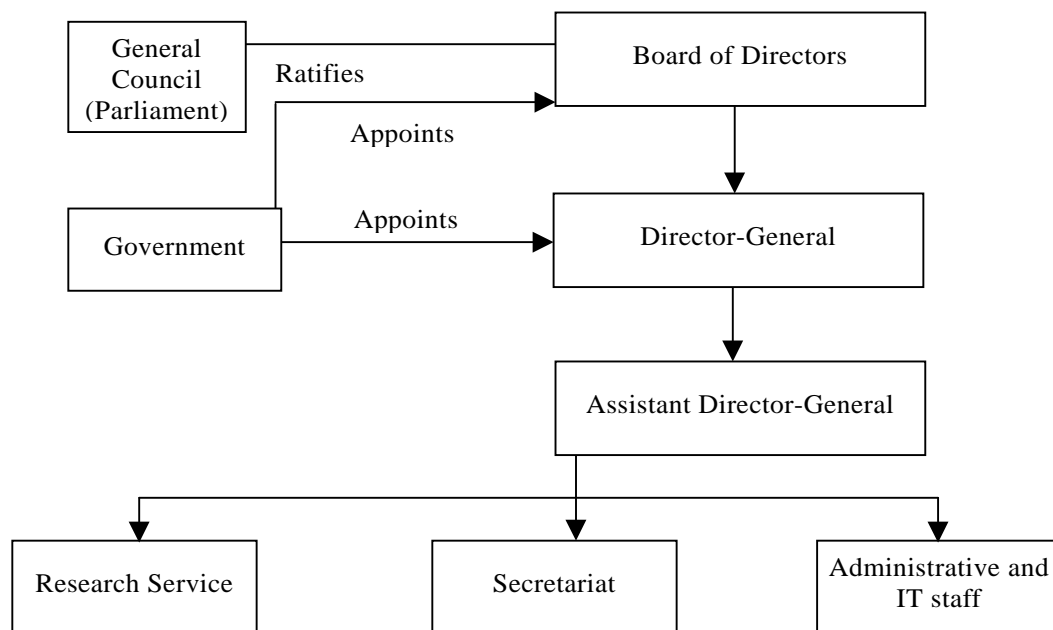 General
Council
(Parliament)
Board of Directors
Ratifies
Appoints
Government
Appoints
Director-General
Assistant Director-General
Research Service
Secretariat
Administrative and
IT staff